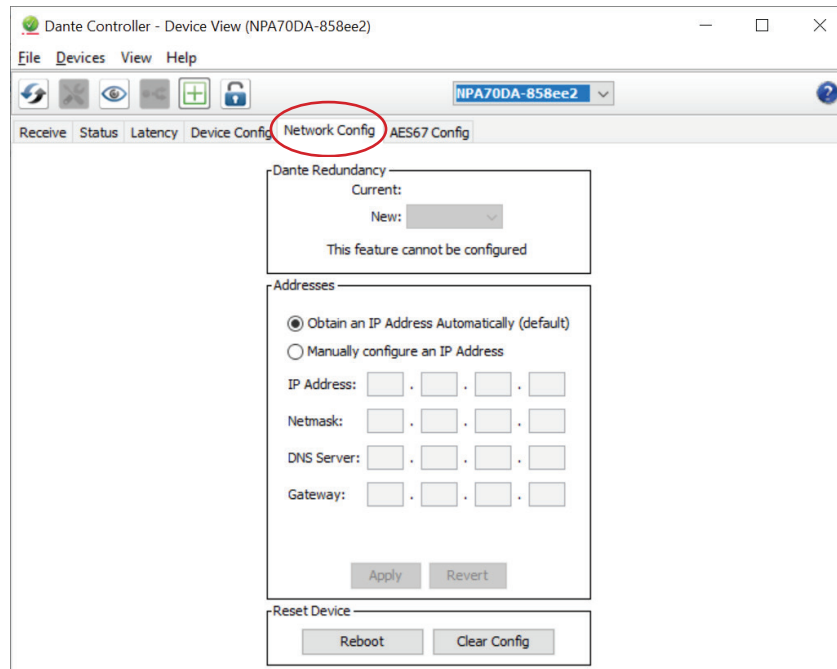 Dante Controller - Device View (NPA70DA-858ee2)
File Devices View Help
NPA70DA-858ee2
?
Receive Status Latency Device Config Network Config AES67 Config
Dante Redundancy
Current:
New:
This feature cannot be configured
Addresses
Obtain an IP Address Automatically (default)
Manually configure an IP Address
IP Address: . . .
Netmask: . . .
DNS Server: . . .
Gateway: . . .
Apply Revert
Reset Device
Reboot Clear Config